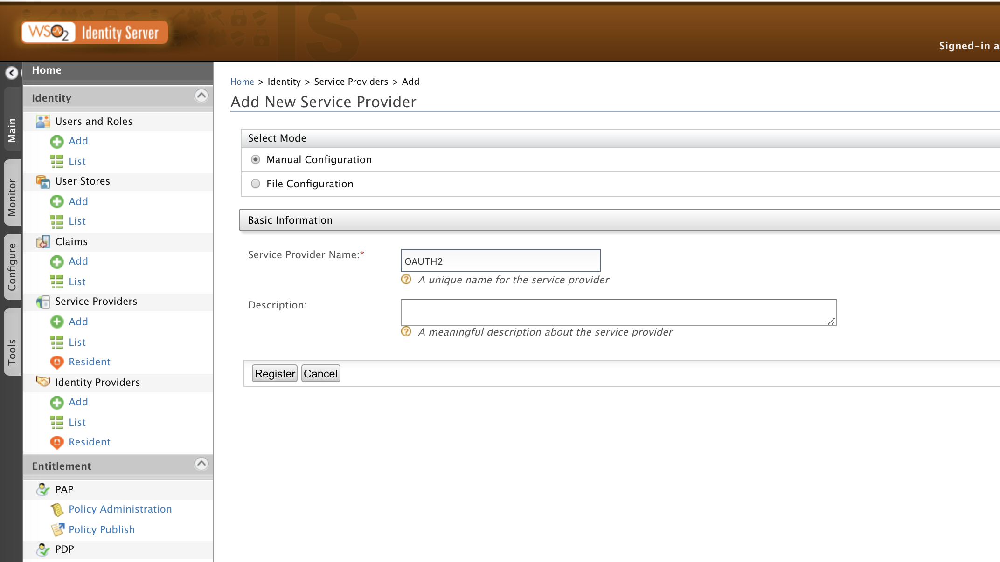 WSO2 Identity Server
IS
Signed-in a
Home
Identity
Users and Roles
Add
List
User Stores
Add
List
Claims
Add
List
Service Providers
Add
List
Resident
Identity Providers
Add
List
Resident
Entitlement
PAP
Policy Administration
Policy Publish
PDP
Main
Monitor
Configure
Tools
Home > Identity > Service Providers > Add
Add New Service Provider
Select Mode
Manual Configuration
File Configuration
Basic Information
Service Provider Name:* OAUTH2
? A unique name for the service provider
Description:
? A meaningful description about the service provider
Register Cancel